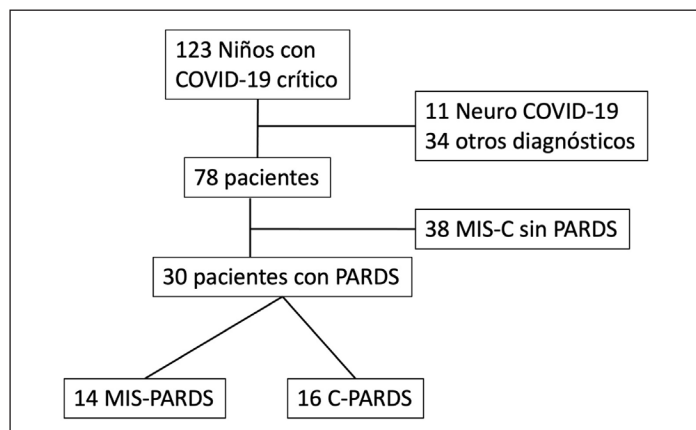 123 Niños con
COVID-19 crítico
11 Neuro COVID-19
34 otros diagnósticos
78 pacientes
38 MIS-C sin PARDS
30 pacientes con PARDS
14 MIS-PARDS
16 C-PARDS